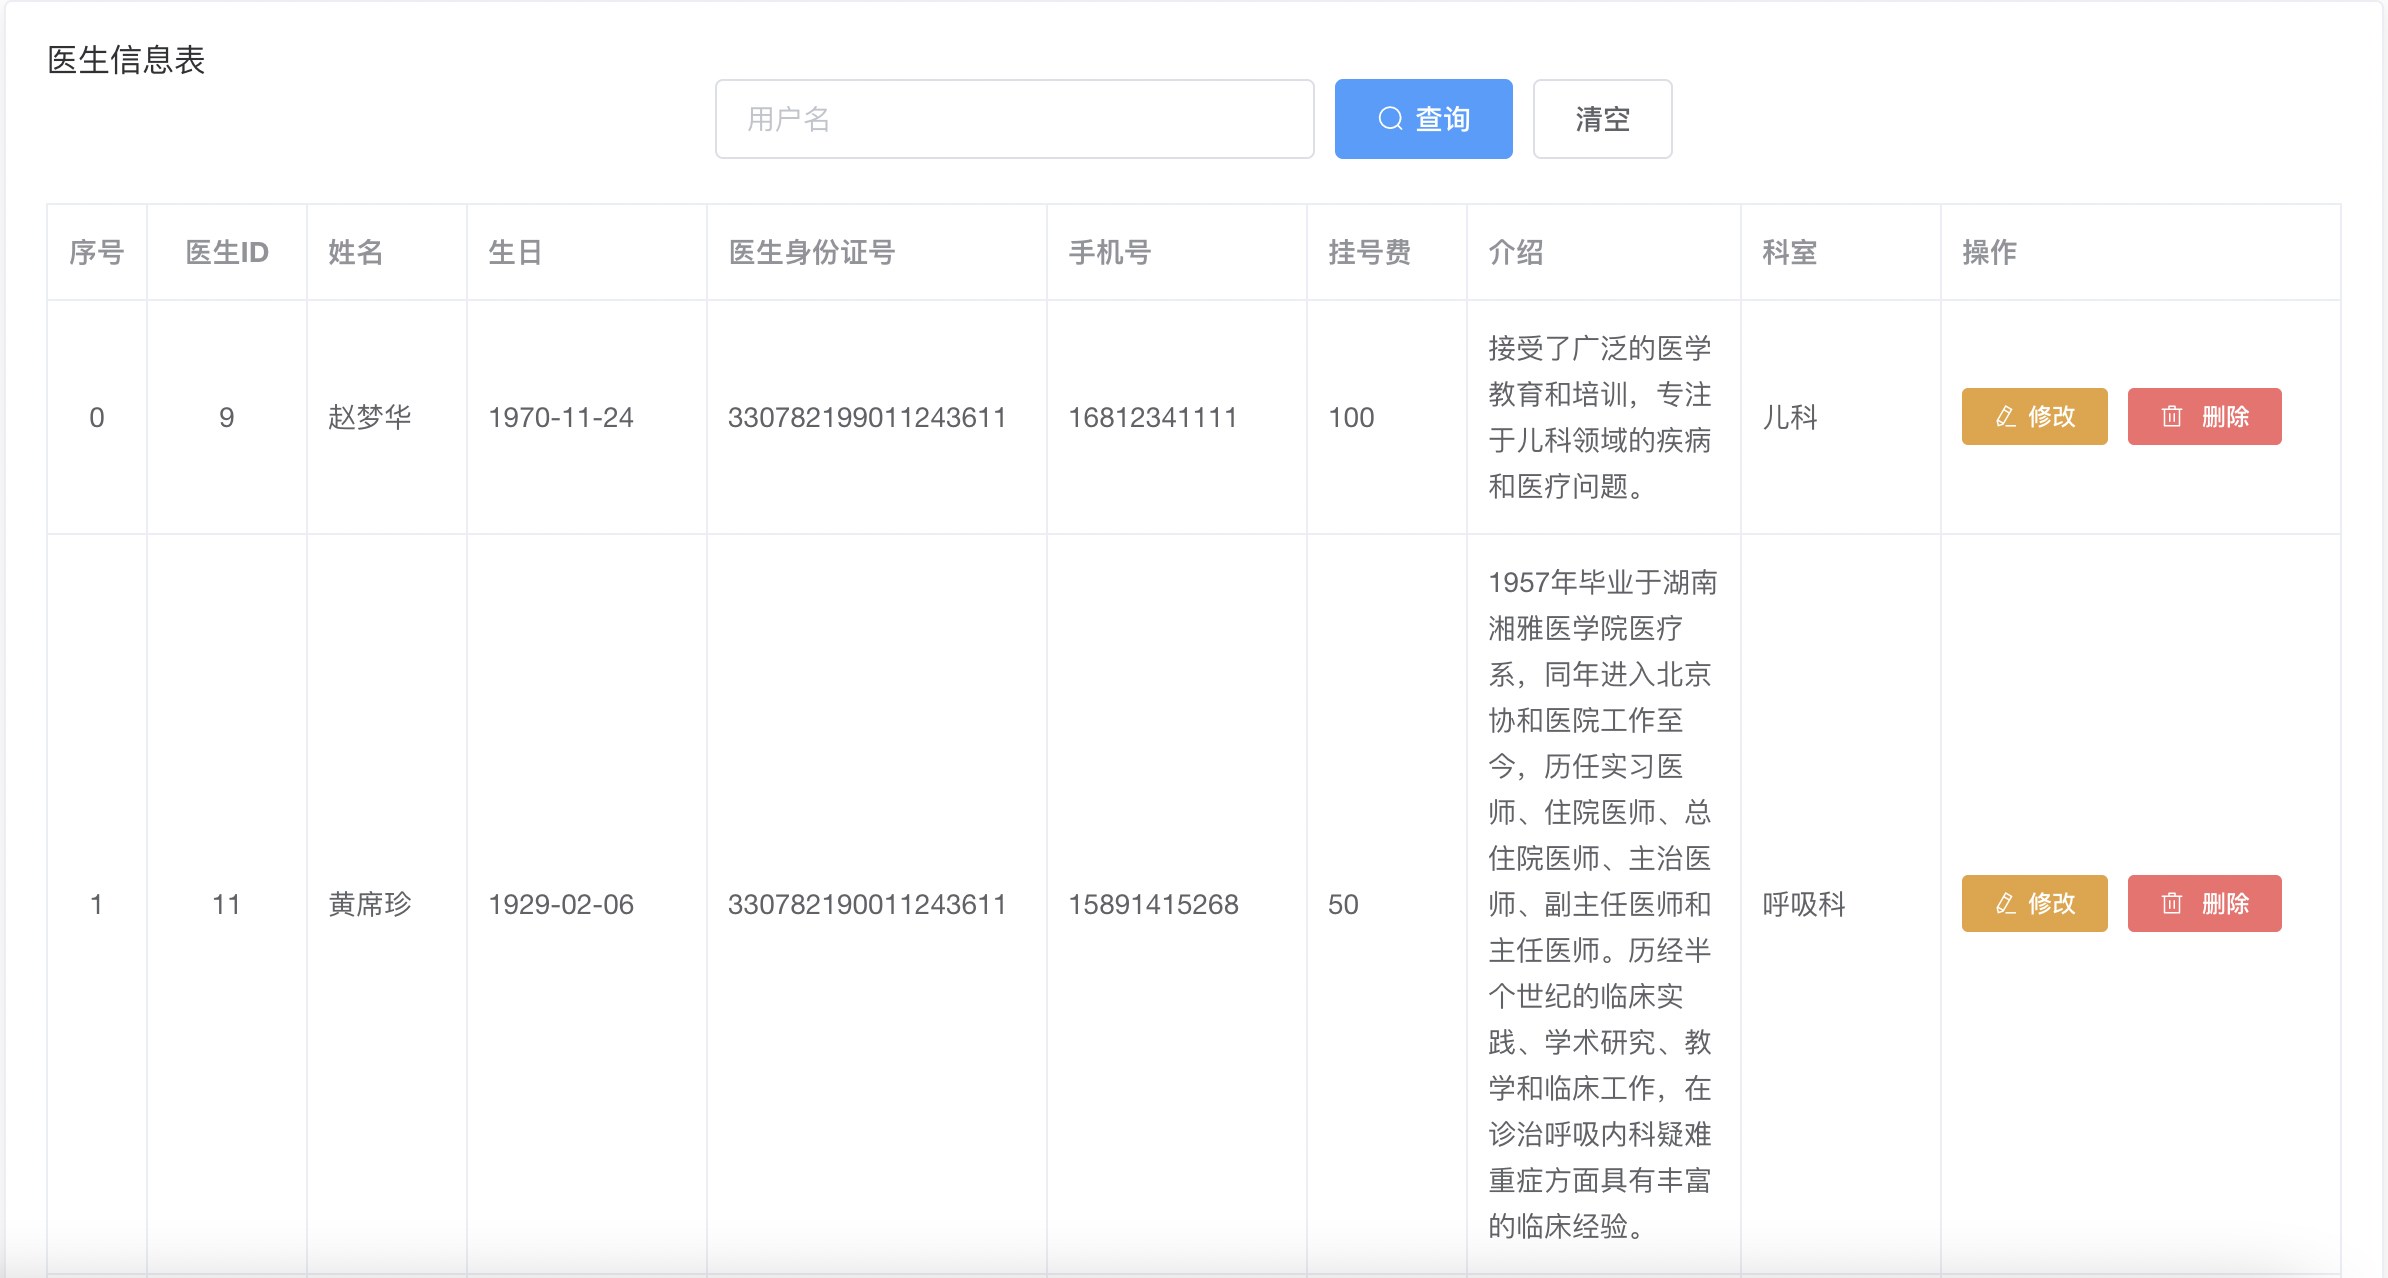 医生信息表
用户名
查询
清空
序号 医生ID 姓名 生日 医生身份证号 手机号 挂号费 介绍 科室 操作
0 9 赵梦华 1970-11-24 330782199011243611 16812341111 100
接受了广泛的医学
教育和培训，专注
于儿科领域的疾病
和医疗问题。
儿科 修改 删除
1 11 黄席珍 1929-02-06 330782190011243611 15891415268 50
1957年毕业于湖南
湘雅医学院医疗
系，同年进入北京
协和医院工作至
今，历任实习医
师、住院医师、总
住院医师、主治医
师、副主任医师和
主任医师。历经半
个世纪的临床实
践、学术研究、教
学和临床工作，在
诊治呼吸内科疑难
重症方面具有丰富
的临床经验。
呼吸科 修改 删除